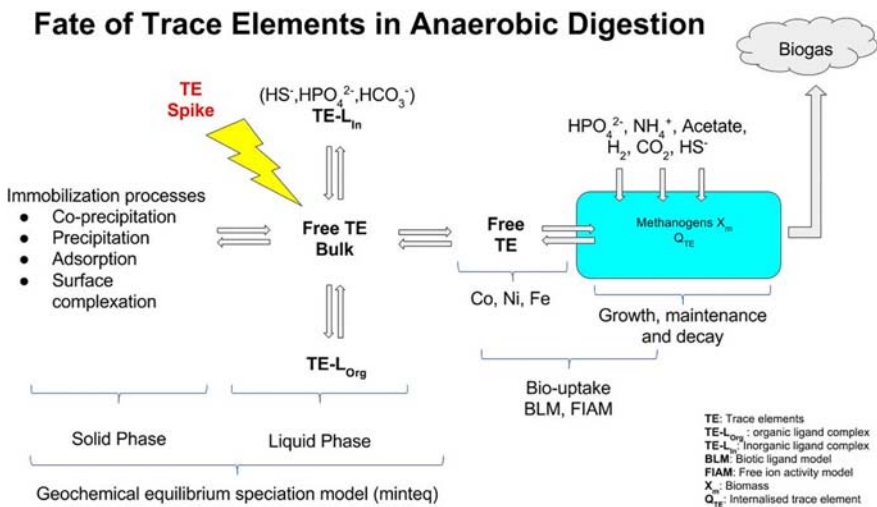 Fate of Trace Elements in Anaerobic Digestion
Biogas
TE
Spike
(HS⁻,HPO₄²⁻,HCO₃⁻)
TE-L_In
HPO₄²⁻, NH₄⁺, Acetate,
H₂, CO₂, HS⁻
Immobilization processes
● Co-precipitation
● Precipitation
● Adsorption
● Surface
complexation
Free TE
Bulk
Free
TE
Methanogens X_m
Q_TE
Co, Ni, Fe
Growth, maintenance
and decay
TE-L_Org
Bio-uptake
BLM, FIAM
Solid Phase
Liquid Phase
Geochemical equilibrium speciation model (minteq)
TE: Trace elements
TE-L_Org : organic ligand complex
TE-L_In: Inorganic ligand complex
BLM: Biotic ligand model
FIAM: Free ion activity model
X_m: Biomass
Q_TE: Internalised trace element